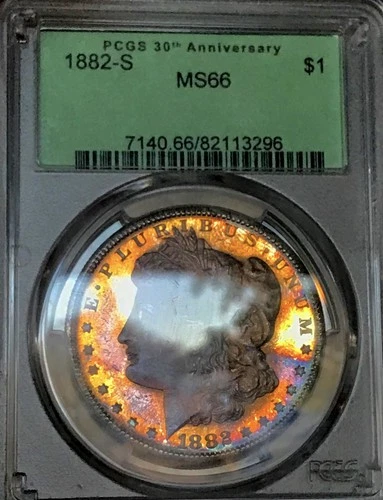 PCGS 30th Anniversary
1882-S
MS66
$1
7140.66/82113296
E·PLURIBUS·UNUM
1882
PCGS